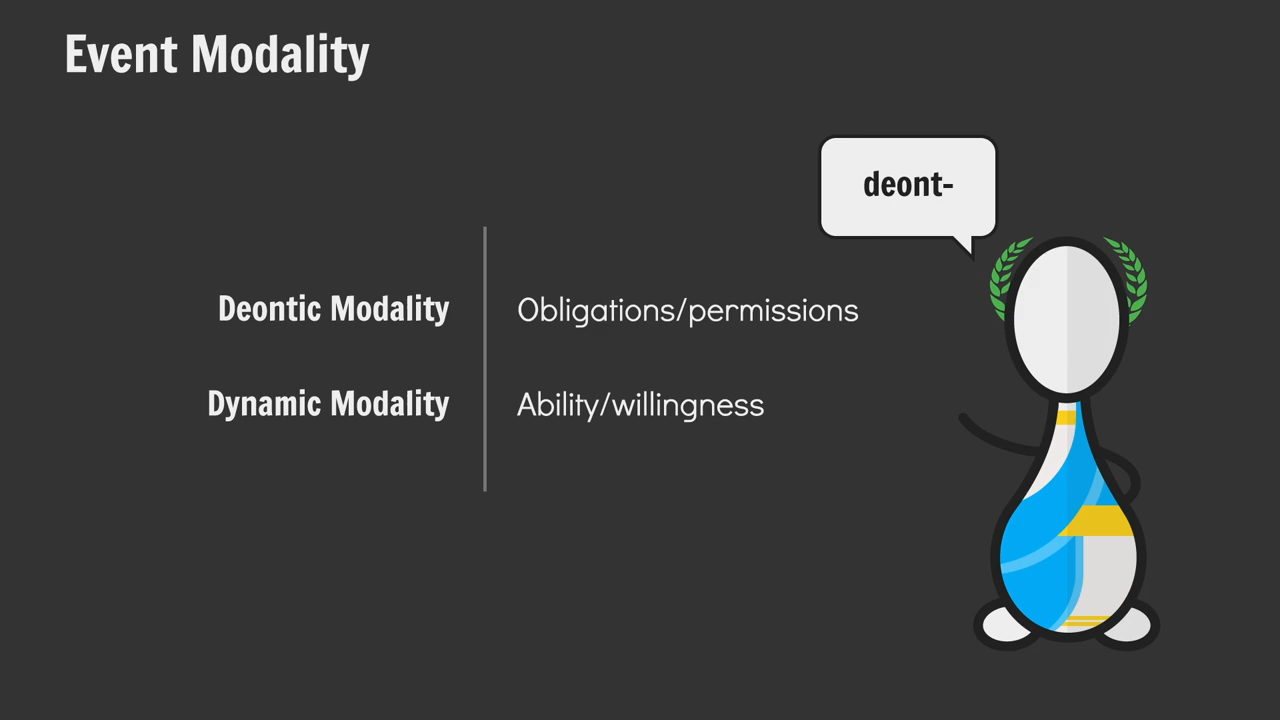 Event Modality
deont-
Deontic Modality
Obligations/permissions
Dynamic Modality
Ability/willingness